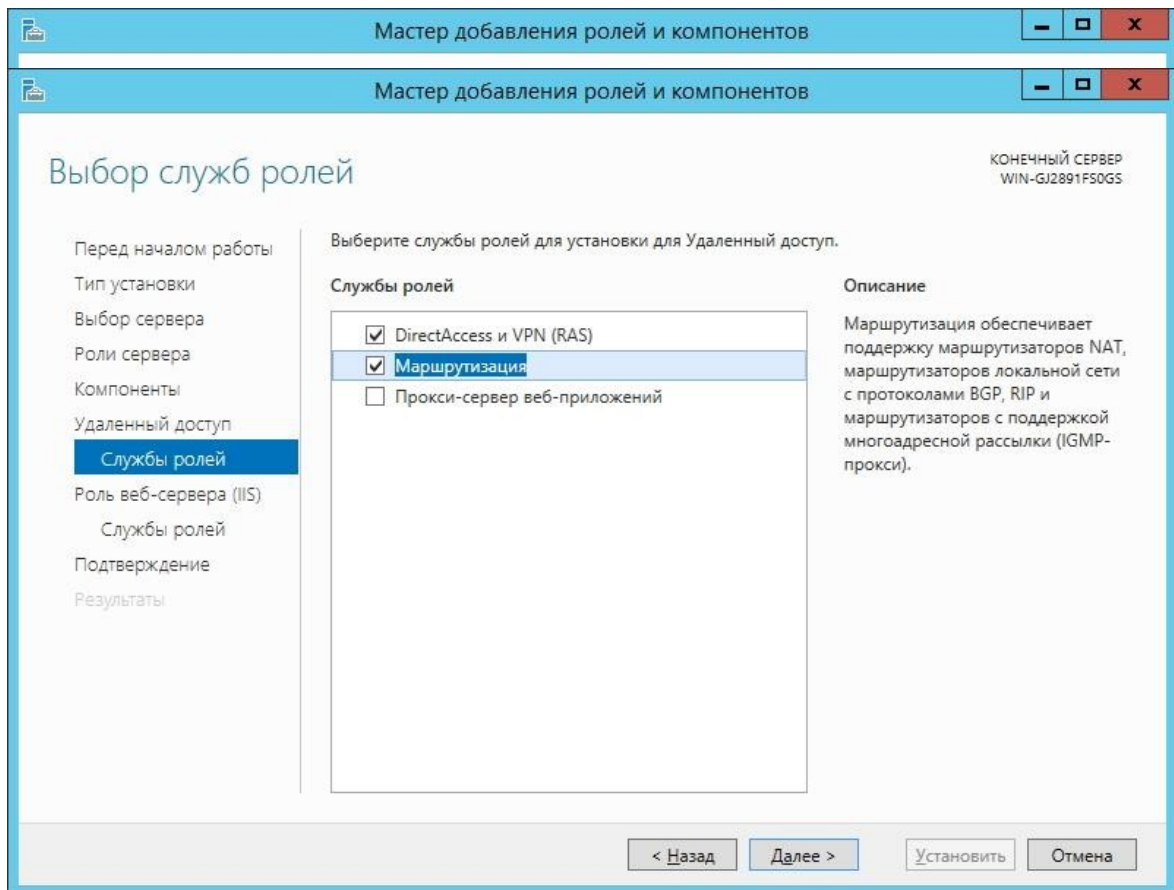 Мастер добавления ролей и компонентов
Мастер добавления ролей и компонентов
Выбор служб ролей
КОНЕЧНЫЙ СЕРВЕР
WIN-GJ2891FS0GS
Перед началом работы
Тип установки
Выбор сервера
Роли сервера
Компоненты
Удаленный доступ
Службы ролей
Роль веб-сервера (IIS)
Службы ролей
Подтверждение
Результаты
Выберите службы ролей для установки для Удаленный доступ.
Службы ролей
DirectAccess и VPN (RAS)
Маршрутизация
Прокси-сервер веб-приложений
Описание
Маршрутизация обеспечивает
поддержку маршрутизаторов NAT,
маршрутизаторов локальной сети
с протоколами BGP, RIP и
маршрутизаторов с поддержкой
многоадресной рассылки (IGMP-
прокси).
< Назад
Далее >
Установить
Отмена